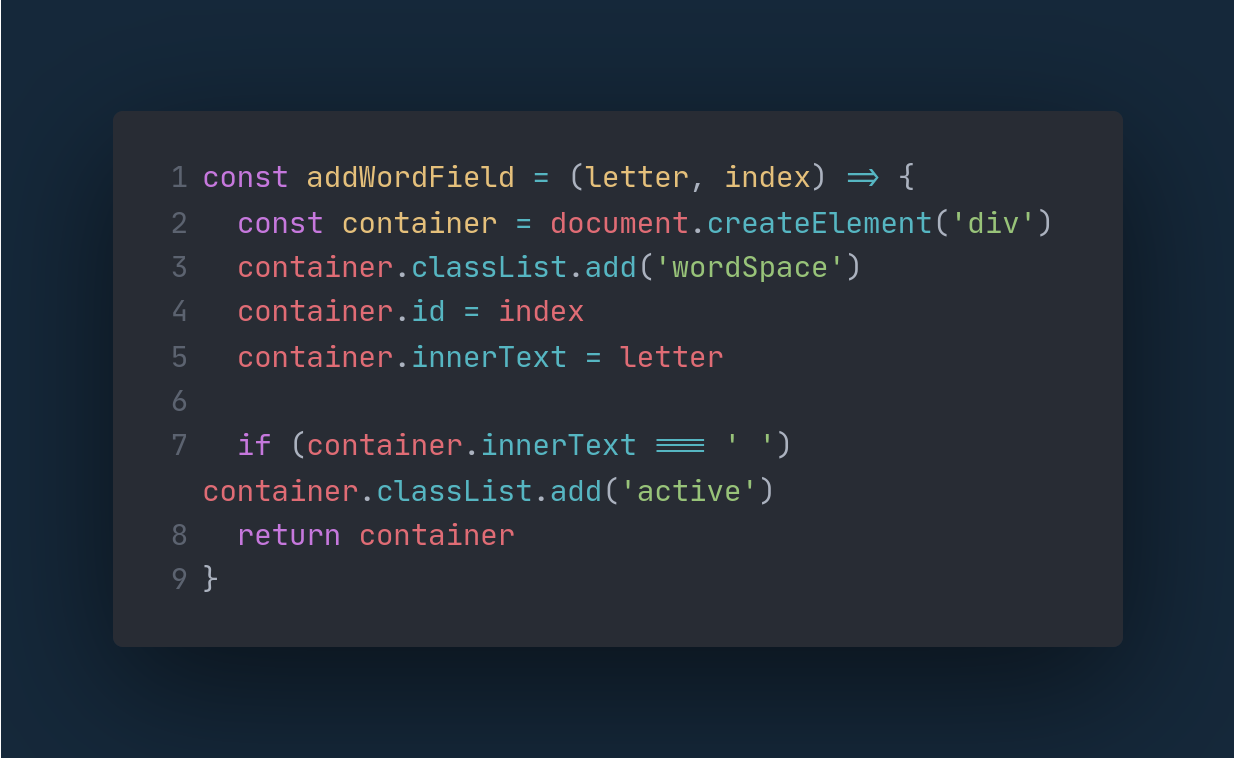 1 const addWordField = (letter, index) => {
2   const container = document.createElement('div')
3   container.classList.add('wordSpace')
4   container.id = index
5   container.innerText = letter
6
7   if (container.innerText === ' ')
container.classList.add('active')
8   return container
9 }